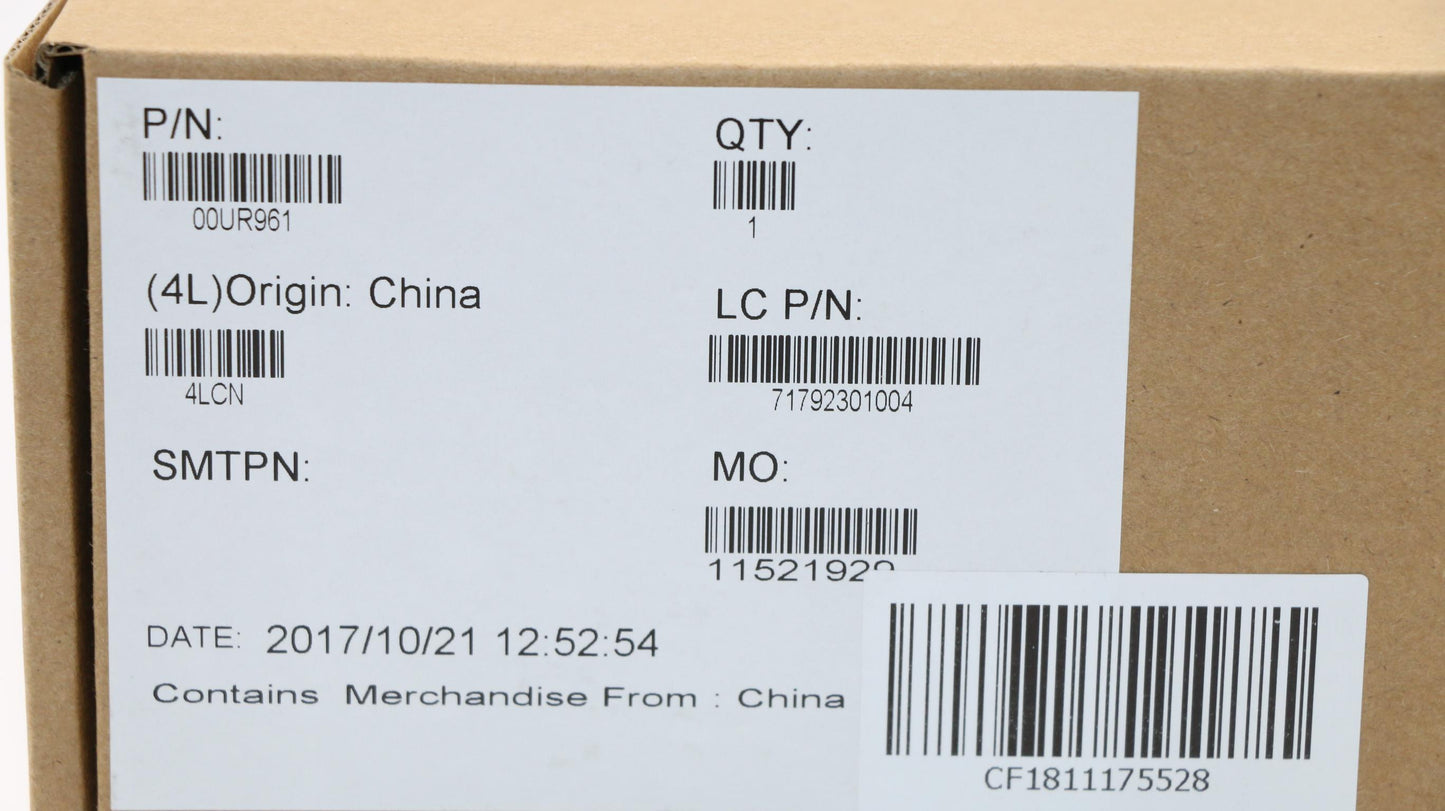 P/N:
00UR961
QTY:
1
(4L)Origin: China
4LCN
LC P/N:
71792301004
SMTPN:
MO:
11521929
DATE: 2017/10/21 12:52:54
Contains Merchandise From : China
CF1811175528